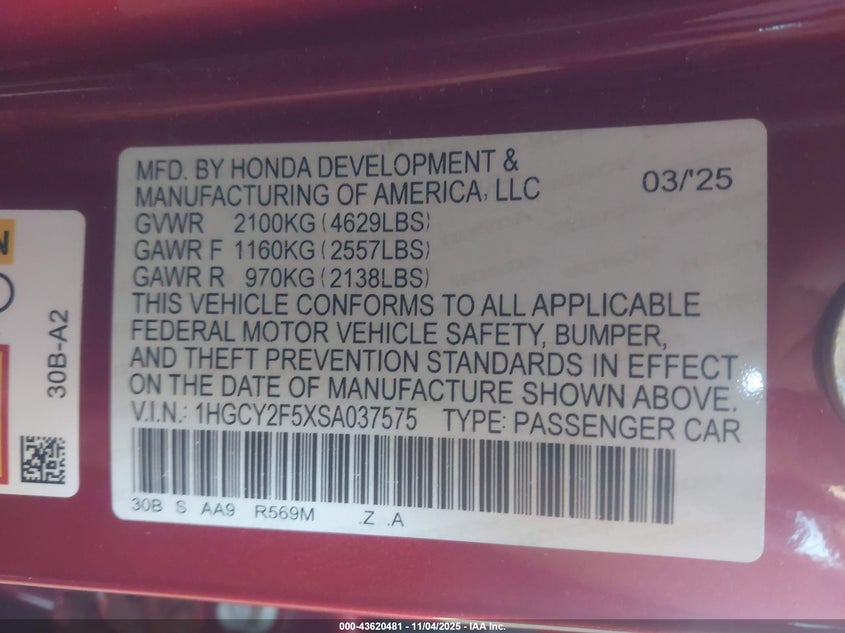 MFD. BY HONDA DEVELOPMENT &
MANUFACTURING OF AMERICA, LLC 03/'25
GVWR 2100KG (4629LBS)
GAWR F 1160KG (2557LBS)
GAWR R 970KG (2138LBS)
THIS VEHICLE CONFORMS TO ALL APPLICABLE
FEDERAL MOTOR VEHICLE SAFETY, BUMPER,
AND THEFT PREVENTION STANDARDS IN EFFECT
ON THE DATE OF MANUFACTURE SHOWN ABOVE.
V.I.N.: 1HGCY2F5XSA037575 TYPE: PASSENGER CAR
30B S AA9 R569M .Z .A
30B-A2
000-43620481 - 11/04/2025 - IAA Inc.